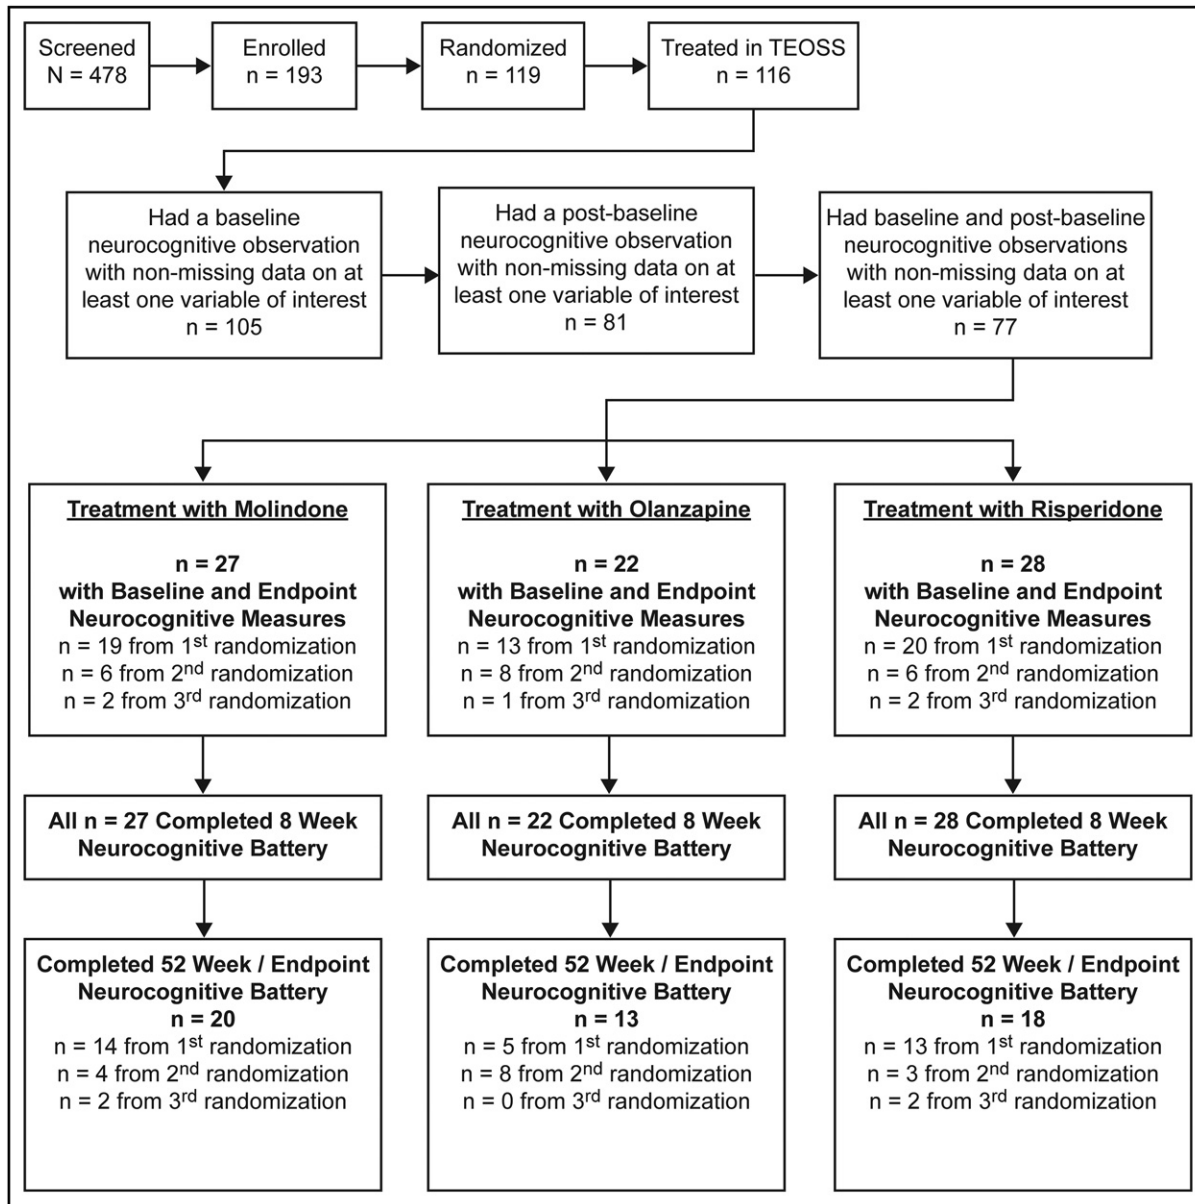 Screened
N = 478
Enrolled
n = 193
Randomized
n = 119
Treated in TEOSS
n = 116
Had a baseline
neurocognitive observation
with non-missing data on at
least one variable of interest
n = 105
Had a post-baseline
neurocognitive observation
with non-missing data on at
least one variable of interest
n = 81
Had baseline and post-baseline
neurocognitive observations
with non-missing data on at
least one variable of interest
n = 77
Treatment with Molindone
n = 27
with Baseline and Endpoint
Neurocognitive Measures
n = 19 from 1st randomization
n = 6 from 2nd randomization
n = 2 from 3rd randomization
Treatment with Olanzapine
n = 22
with Baseline and Endpoint
Neurocognitive Measures
n = 13 from 1st randomization
n = 8 from 2nd randomization
n = 1 from 3rd randomization
Treatment with Risperidone
n = 28
with Baseline and Endpoint
Neurocognitive Measures
n = 20 from 1st randomization
n = 6 from 2nd randomization
n = 2 from 3rd randomization
All n = 27 Completed 8 Week
Neurocognitive Battery
All n = 22 Completed 8 Week
Neurocognitive Battery
All n = 28 Completed 8 Week
Neurocognitive Battery
Completed 52 Week / Endpoint
Neurocognitive Battery
n = 20
n = 14 from 1st randomization
n = 4 from 2nd randomization
n = 2 from 3rd randomization
Completed 52 Week / Endpoint
Neurocognitive Battery
n = 13
n = 5 from 1st randomization
n = 8 from 2nd randomization
n = 0 from 3rd randomization
Completed 52 Week / Endpoint
Neurocognitive Battery
n = 18
n = 13 from 1st randomization
n = 3 from 2nd randomization
n = 2 from 3rd randomization